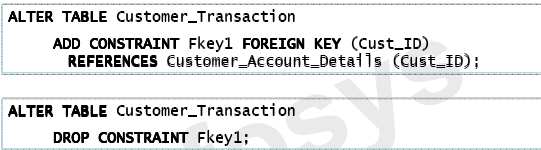 ALTER TABLE Customer_Transaction
ADD CONSTRAINT Fkey1 FOREIGN KEY (Cust_ID)
REFERENCES Customer_Account_Details (Cust_ID);
ALTER TABLE Customer_Transaction
DROP CONSTRAINT Fkey1;